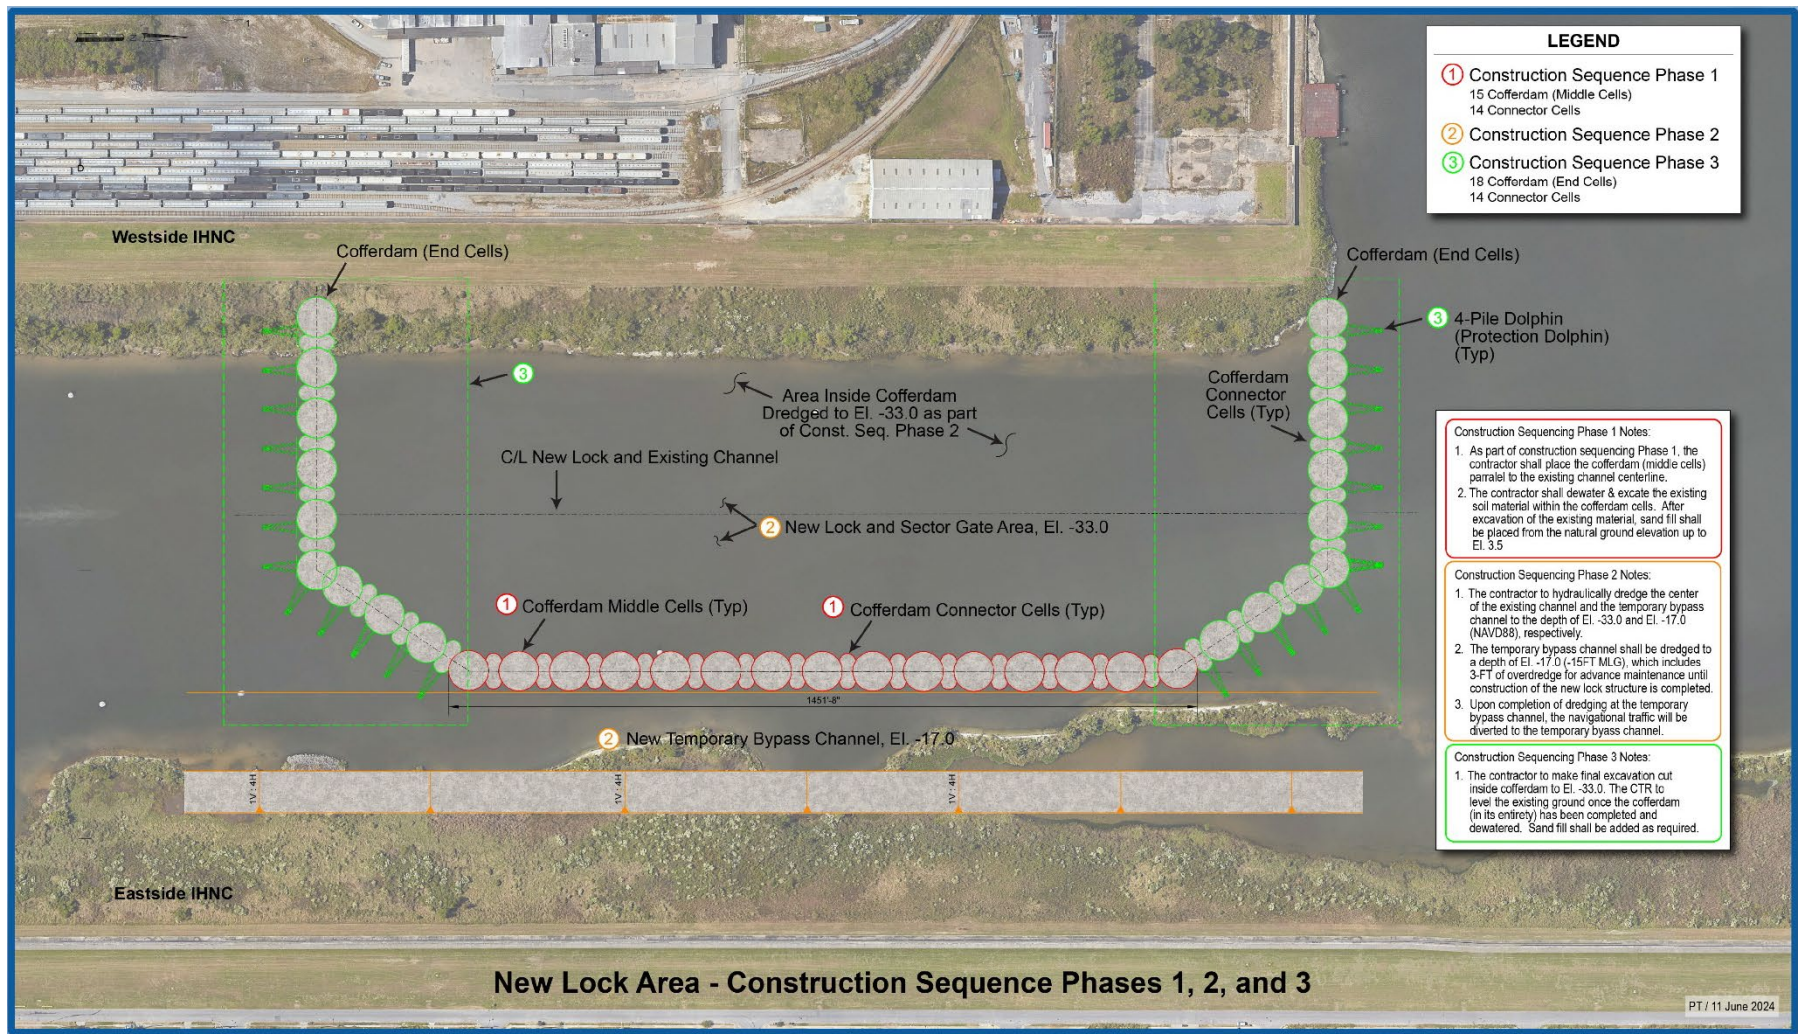 LEGEND
1 Construction Sequence Phase 1
15 Cofferdam (Middle Cells)
14 Connector Cells
2 Construction Sequence Phase 2
3 Construction Sequence Phase 3
18 Cofferdam (End Cells)
14 Connector Cells
Westside IHNC
Cofferdam (End Cells)
Cofferdam (End Cells)
3 4-Pile Dolphin
(Protection Dolphin)
(Typ)
3
Area Inside Cofferdam
Dredged to El. -33.0 as part
of Const. Seq. Phase 2
Cofferdam
Connector
Cells (Typ)
C/L New Lock and Existing Channel
2 New Lock and Sector Gate Area, El. -33.0
1 Cofferdam Middle Cells (Typ)
1 Cofferdam Connector Cells (Typ)
1451'-8"
2 New Temporary Bypass Channel, El. -17.0
1V : 4H
1V : 4H
1V : 4H
Eastside IHNC
Construction Sequencing Phase 1 Notes:
1. As part of construction sequencing Phase 1, the
contractor shall place the cofferdam (middle cells)
parralel to the existing channel centerline.
2. The contractor shall dewater & excate the existing
soil material within the cofferdam cells. After
excavation of the existing material, sand fill shall
be placed from the natural ground elevation up to
El. 3.5
Construction Sequencing Phase 2 Notes:
1. The contractor to hydraulically dredge the center
of the existing channel and the temporary bypass
channel to the depth of El. -33.0 and El. -17.0
(NAVD88), respectively.
2. The temporary bypass channel shall be dredged to
a depth of El. -17.0 (-15FT MLG), which includes
3-FT of overdredge for advance maintenance until
construction of the new lock structure is completed.
3. Upon completion of dredging at the temporary
bypass channel, the navigational traffic will be
diverted to the temporary byass channel.
Construction Sequencing Phase 3 Notes:
1. The contractor to make final excavation cut
inside cofferdam to El. -33.0. The CTR to
level the existing ground once the cofferdam
(in its entirety) has been completed and
dewatered. Sand fill shall be added as required.
New Lock Area - Construction Sequence Phases 1, 2, and 3
PT / 11 June 2024